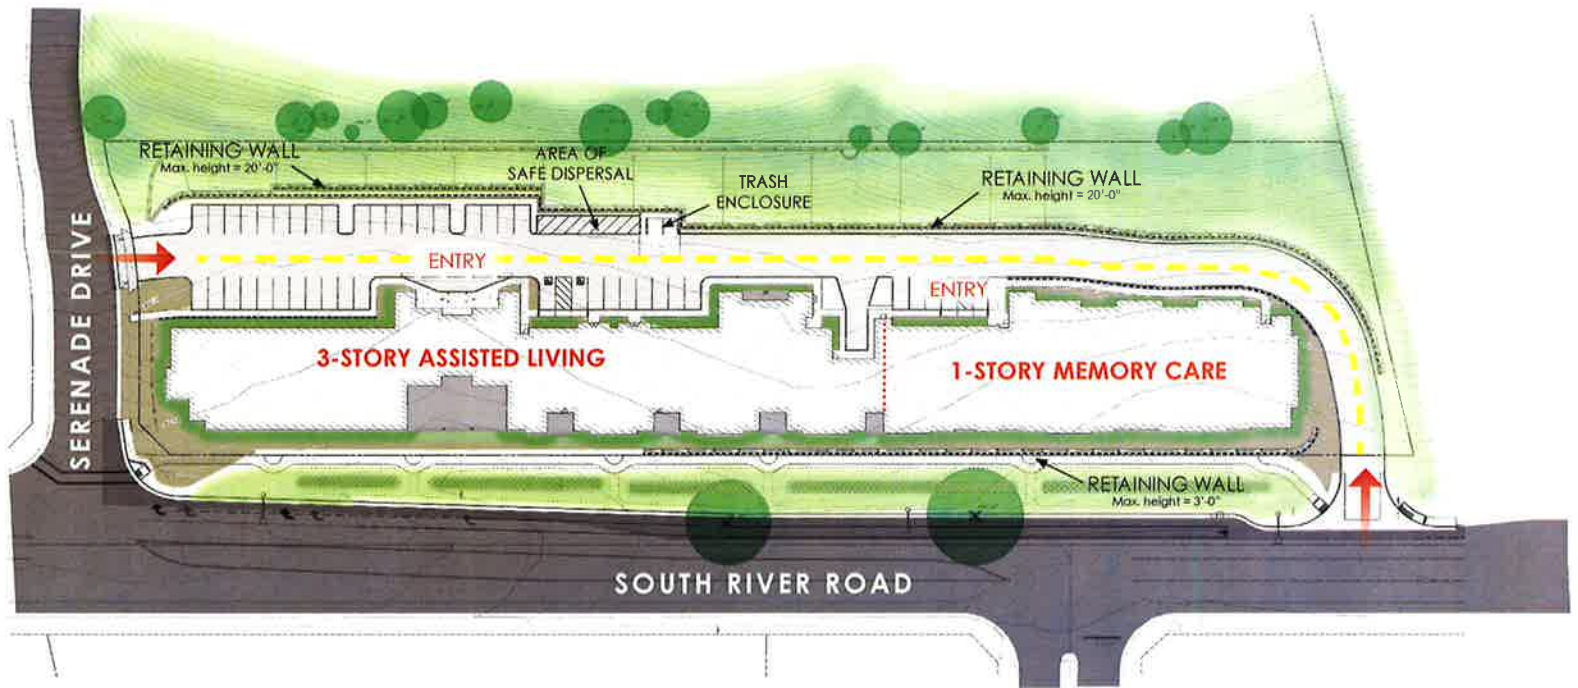 RETAINING WALL
Max. height = 20'-0"
AREA OF
SAFE DISPERSAL
TRASH
ENCLOSURE
RETAINING WALL
Max. height = 20'-0"
SERENADE DRIVE
ENTRY
ENTRY
3-STORY ASSISTED LIVING
1-STORY MEMORY CARE
RETAINING WALL
Max. height = 3'-0"
SOUTH RIVER ROAD